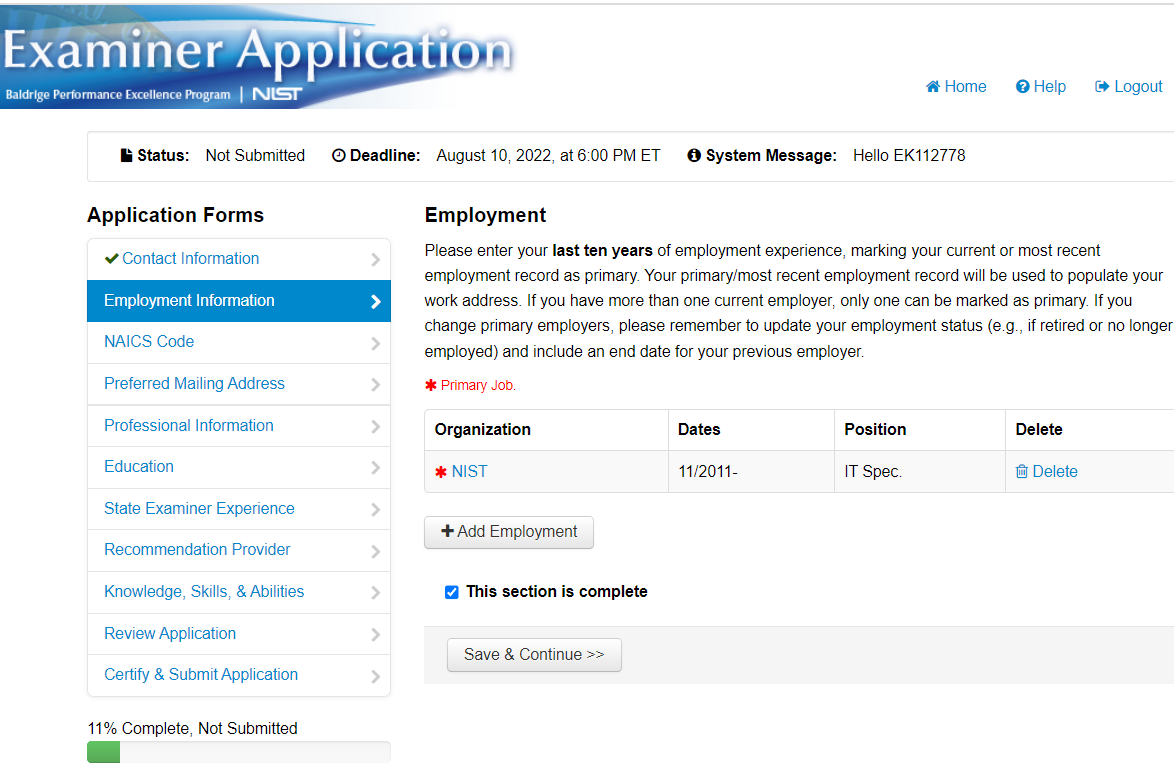 Examiner Application
Baldrige Performance Excellence Program | NIST
Home Help Logout
Status: Not Submitted Deadline: August 10, 2022, at 6:00 PM ET System Message: Hello EK112778
Application Forms
Contact Information
Employment Information
NAICS Code
Preferred Mailing Address
Professional Information
Education
State Examiner Experience
Recommendation Provider
Knowledge, Skills, & Abilities
Review Application
Certify & Submit Application
11% Complete, Not Submitted
Employment
Please enter your last ten years of employment experience, marking your current or most recent
employment record as primary. Your primary/most recent employment record will be used to populate your
work address. If you have more than one current employer, only one can be marked as primary. If you
change primary employers, please remember to update your employment status (e.g., if retired or no longer
employed) and include an end date for your previous employer.
✱ Primary Job.
Organization Dates Position Delete
✱ NIST 11/2011- IT Spec. Delete
+ Add Employment
This section is complete
Save & Continue >>